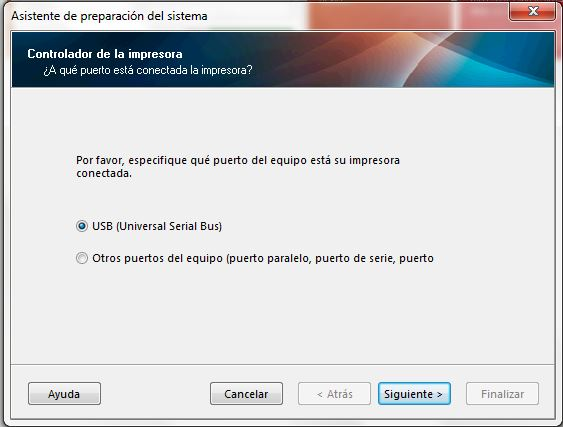 Asistente de preparación del sistema
Controlador de la impresora
¿A qué puerto está conectada la impresora?
Por favor, especifique qué puerto del equipo está su impresora
conectada.
USB (Universal Serial Bus)
Otros puertos del equipo (puerto paralelo, puerto de serie, puerto
Ayuda
Cancelar
< Atrás
Siguiente >
Finalizar